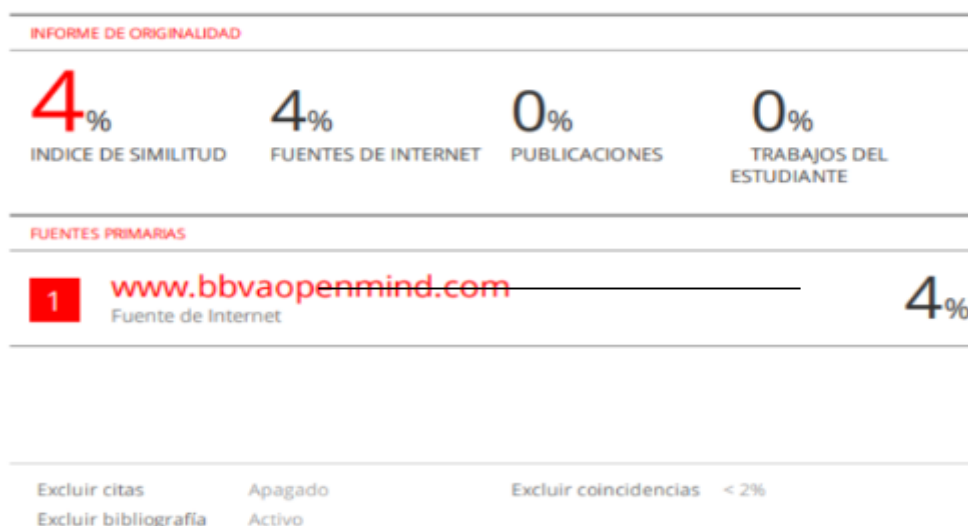 INFORME DE ORIGINALIDAD
4% 4% 0% 0%
INDICE DE SIMILITUD FUENTES DE INTERNET PUBLICACIONES TRABAJOS DEL
ESTUDIANTE
FUENTES PRIMARIAS
1 www.bbvaopenmind.com 4%
Fuente de Internet
Excluir citas Apagado Excluir coincidencias < 2%
Excluir bibliografía Activo